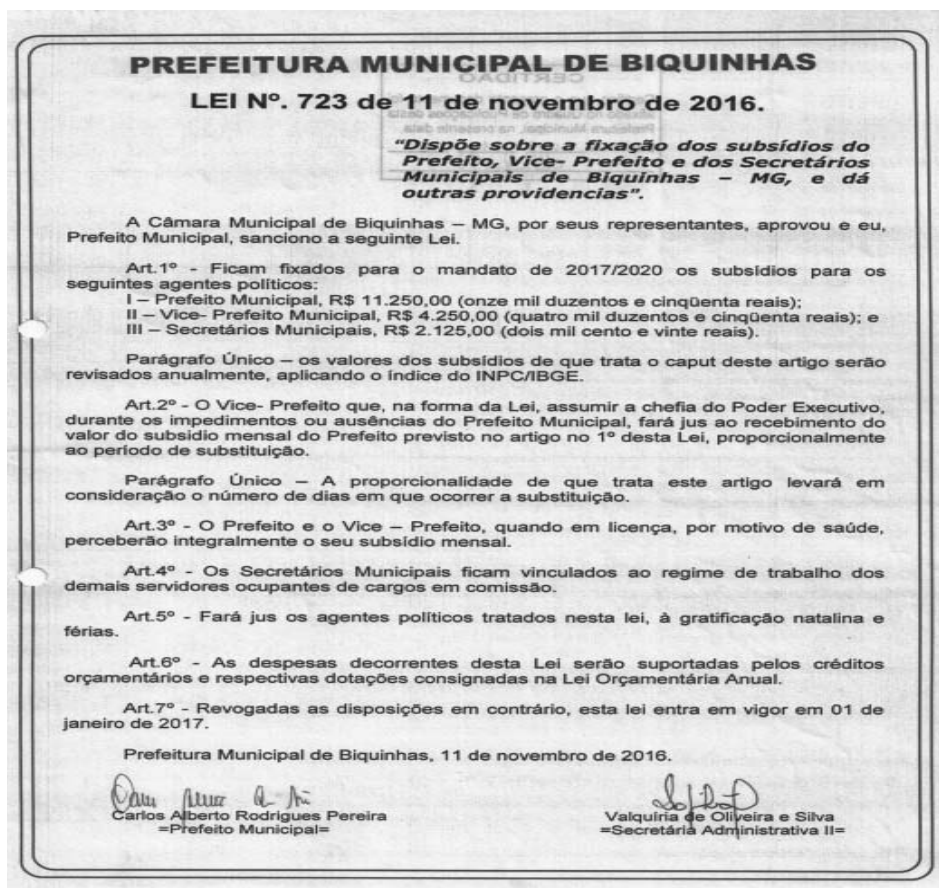 PREFEITURA MUNICIPAL DE BIQUINHAS
LEI Nº. 723 de 11 de novembro de 2016.
"Dispõe sobre a fixação dos subsídios do
Prefeito, Vice- Prefeito e dos Secretários
Municipais de Biquinhas – MG, e dá
outras providencias".
A Câmara Municipal de Biquinhas – MG, por seus representantes, aprovou e eu,
Prefeito Municipal, sanciono a seguinte Lei.
Art.1º - Ficam fixados para o mandato de 2017/2020 os subsídios para os
seguintes agentes políticos:
I – Prefeito Municipal, R$ 11.250,00 (onze mil duzentos e cinqüenta reais);
II – Vice- Prefeito Municipal, R$ 4.250,00 (quatro mil duzentos e cinqüenta reais); e
III – Secretários Municipais, R$ 2.125,00 (dois mil cento e vinte reais).
Parágrafo Único – os valores dos subsídios de que trata o caput deste artigo serão
revisados anualmente, aplicando o índice do INPC/IBGE.
Art.2º - O Vice- Prefeito que, na forma da Lei, assumir a chefia do Poder Executivo,
durante os impedimentos ou ausências do Prefeito Municipal, fará jus ao recebimento do
valor do subsidio mensal do Prefeito previsto no artigo no 1º desta Lei, proporcionalmente
ao período de substituição.
Parágrafo Único – A proporcionalidade de que trata este artigo levará em
consideração o número de dias em que ocorrer a substituição.
Art.3º - O Prefeito e o Vice – Prefeito, quando em licença, por motivo de saúde,
perceberão integralmente o seu subsídio mensal.
Art.4º - Os Secretários Municipais ficam vinculados ao regime de trabalho dos
demais servidores ocupantes de cargos em comissão.
Art.5º - Fará jus os agentes políticos tratados nesta lei, à gratificação natalina e
férias.
Art.6º - As despesas decorrentes desta Lei serão suportadas pelos créditos
orçamentários e respectivas dotações consignadas na Lei Orçamentária Anual.
Art.7º - Revogadas as disposições em contrário, esta lei entra em vigor em 01 de
janeiro de 2017.
Prefeitura Municipal de Biquinhas, 11 de novembro de 2016.
Carlos Alberto Rodrigues Pereira
=Prefeito Municipal=
Valquíria de Oliveira e Silva
=Secretária Administrativa II=